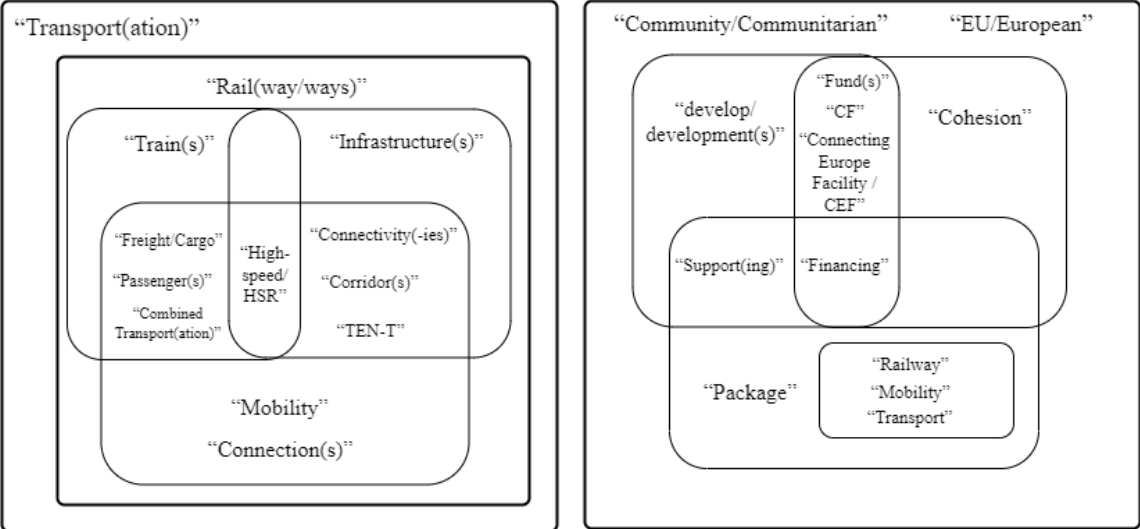 “Transport(ation)”
“Rail(way/ways)”
“Train(s)”
“Infrastructure(s)”
“Freight/Cargo”
“Passenger(s)”
“Combined
Transport(ation)”
“High-
speed/
HSR”
“Connectivity(-ies)”
“Corridor(s)”
“TEN-T”
“Mobility”
“Connection(s)”
“Community/Communitarian”
“EU/European”
“develop/
development(s)”
“Fund(s)”
“CF”
“Connecting
Europe
Facility /
CEF”
“Cohesion”
“Support(ing)”
“Financing”
“Package”
“Railway”
“Mobility”
“Transport”